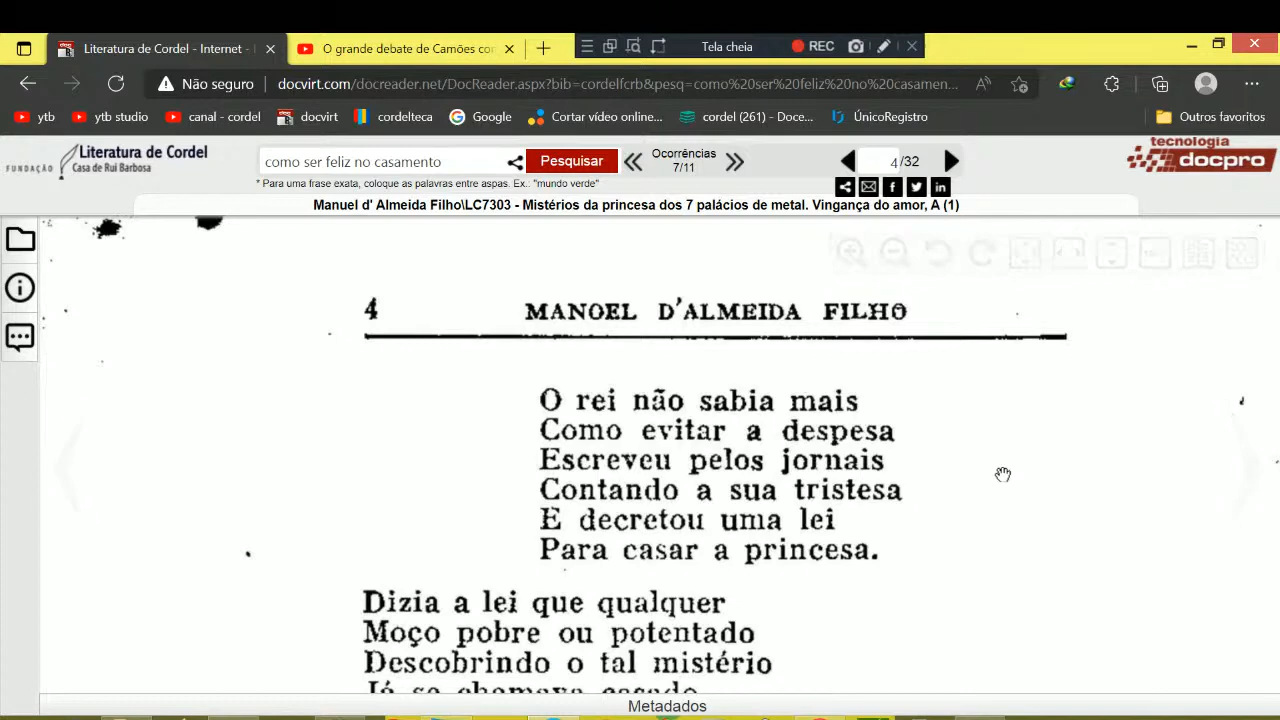 Literatura de Cordel - Internet -
O grande debate de Camões co
Tela cheia
REC
Não seguro
docvirt.com/docreader.net/DocReader.aspx?bib=cordelfcrb&pesq=como%20ser%20feliz%20no%20casamen...
ytb
ytb studio
canal - cordel
docvirt
cordelteca
Google
Cortar vídeo online...
cordel (261) - Doce...
ÚnicoRegistro
Outros favoritos
FUNDAÇÃO
Literatura de Cordel
Casa de Rui Barbosa
como ser feliz no casamento
Pesquisar
Ocorrências
7/11
4 /32
tecnologia
docpro
* Para uma frase exata, coloque as palavras entre aspas. Ex.: "mundo verde"
Manuel d' Almeida Filho\LC7303 - Mistérios da princesa dos 7 palácios de metal. Vingança do amor, A (1)
4 MANOEL D'ALMEIDA FILHO
O rei não sabia mais
Como evitar a despesa
Escreveu pelos jornais
Contando a sua tristesa
E decretou uma lei
Para casar a princesa.
Dizia a lei que qualquer
Moço pobre ou potentado
Descobrindo o tal mistério
Já se chamava casado
Metadados